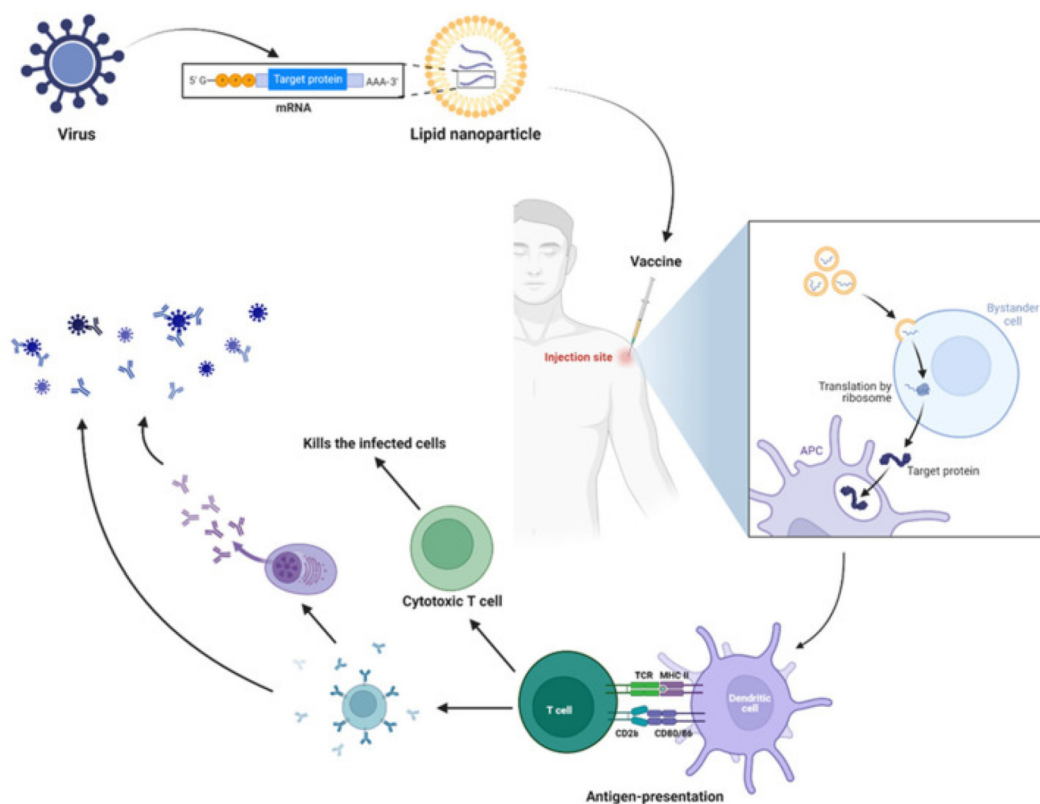 5' G
P P P
Target protein
AAA-3'
mRNA
Virus
Lipid nanoparticle
Vaccine
Injection site
Bystander
cell
Translation by
ribosome
APC
Target protein
Kills the infected cells
Cytotoxic T cell
TCR
MHC II
T cell
Dendritic
cell
CD28
CD80/86
Antigen-presentation